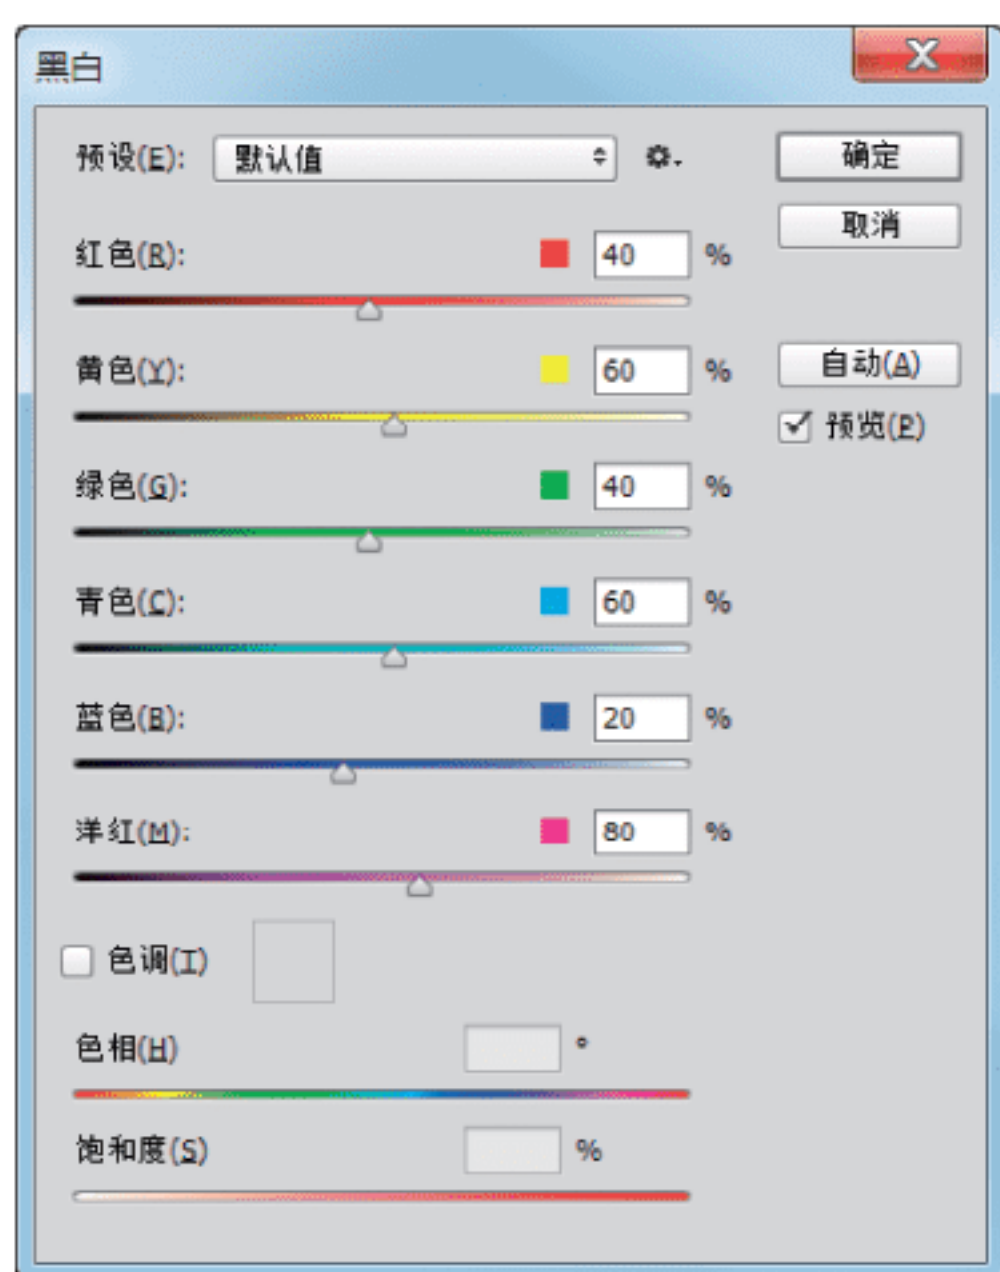 黑白
预设(E): 默认值 确定
取消
红色(R): 40 %
黄色(Y): 60 % 自动(A)
预览(P)
绿色(G): 40 %
青色(C): 60 %
蓝色(B): 20 %
洋红(M): 80 %
色调(T)
色相(H) °
饱和度(S) %